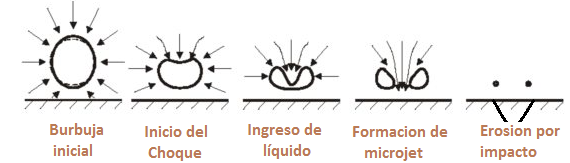 Burbuja
inicial
Inicio del
Choque
Ingreso de
líquido
Formacion de
microjet
Erosion por
impacto